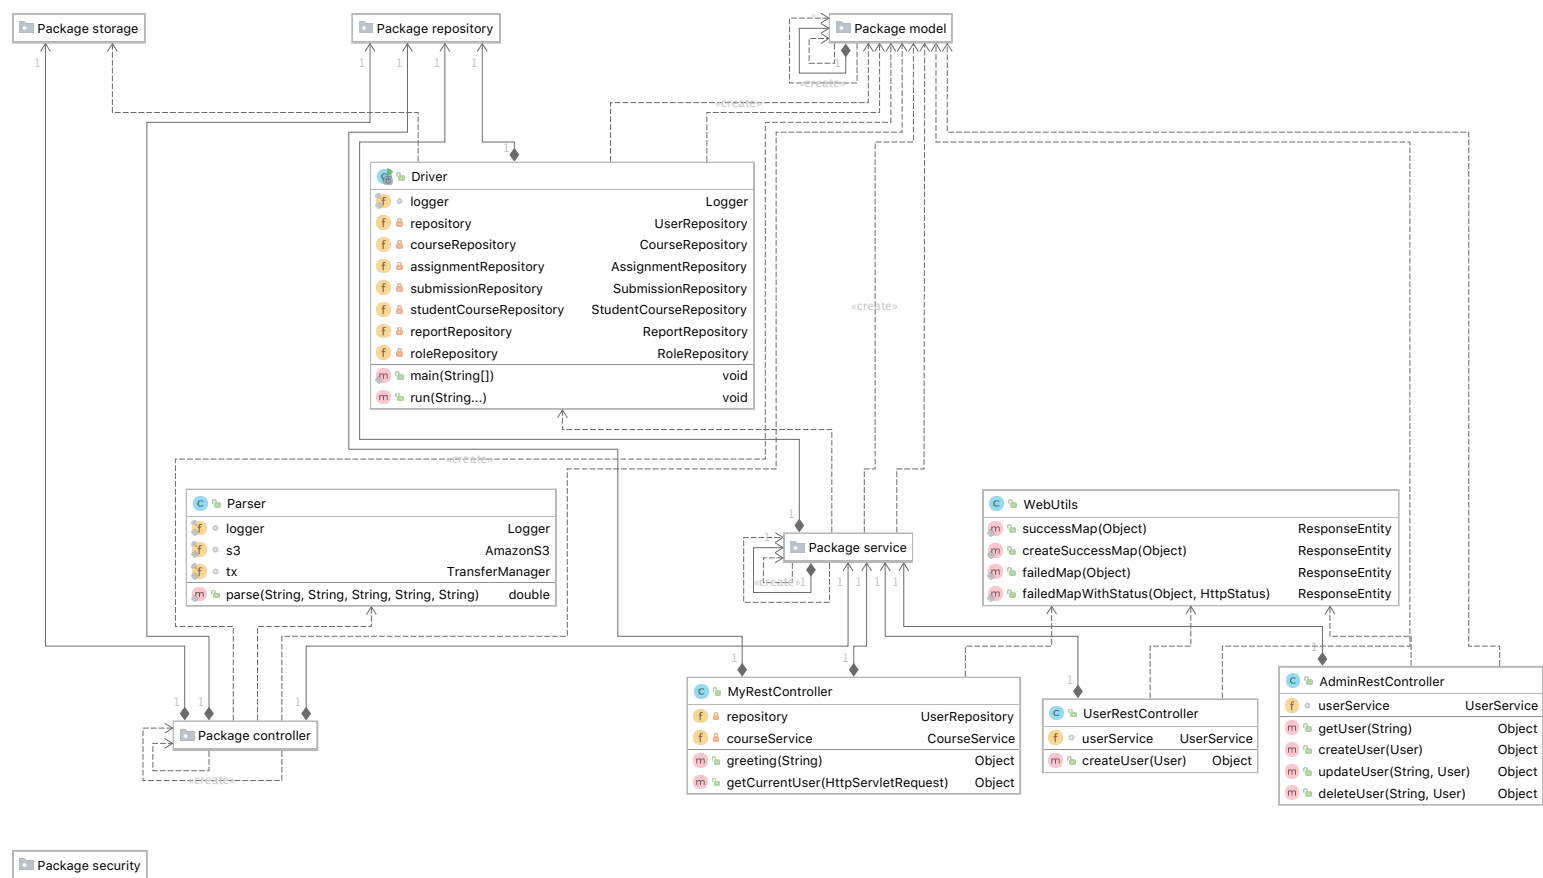 Package storage
Package repository
Package model
1
1
1
1
1
1
«create»
«create»
1
Driver
logger Logger
repository UserRepository
courseRepository CourseRepository
assignmentRepository AssignmentRepository
submissionRepository SubmissionRepository
studentCourseRepository StudentCourseRepository
reportRepository ReportRepository
roleRepository RoleRepository
main(String[]) void
run(String...) void
«create»
«create»
Parser
logger Logger
s3 AmazonS3
tx TransferManager
parse(String, String, String, String, String) double
1
1
Package service
«create» 1
1
1
1
1
WebUtils
successMap(Object) ResponseEntity
createSuccessMap(Object) ResponseEntity
failedMap(Object) ResponseEntity
failedMapWithStatus(Object, HttpStatus) ResponseEntity
1
1
1
1
1
1
1
Package controller
«create»
MyRestController
repository UserRepository
courseService CourseService
greeting(String) Object
getCurrentUser(HttpServletRequest) Object
UserRestController
userService UserService
createUser(User) Object
AdminRestController
userService UserService
getUser(String) Object
createUser(User) Object
updateUser(String, User) Object
deleteUser(String, User) Object
Package security